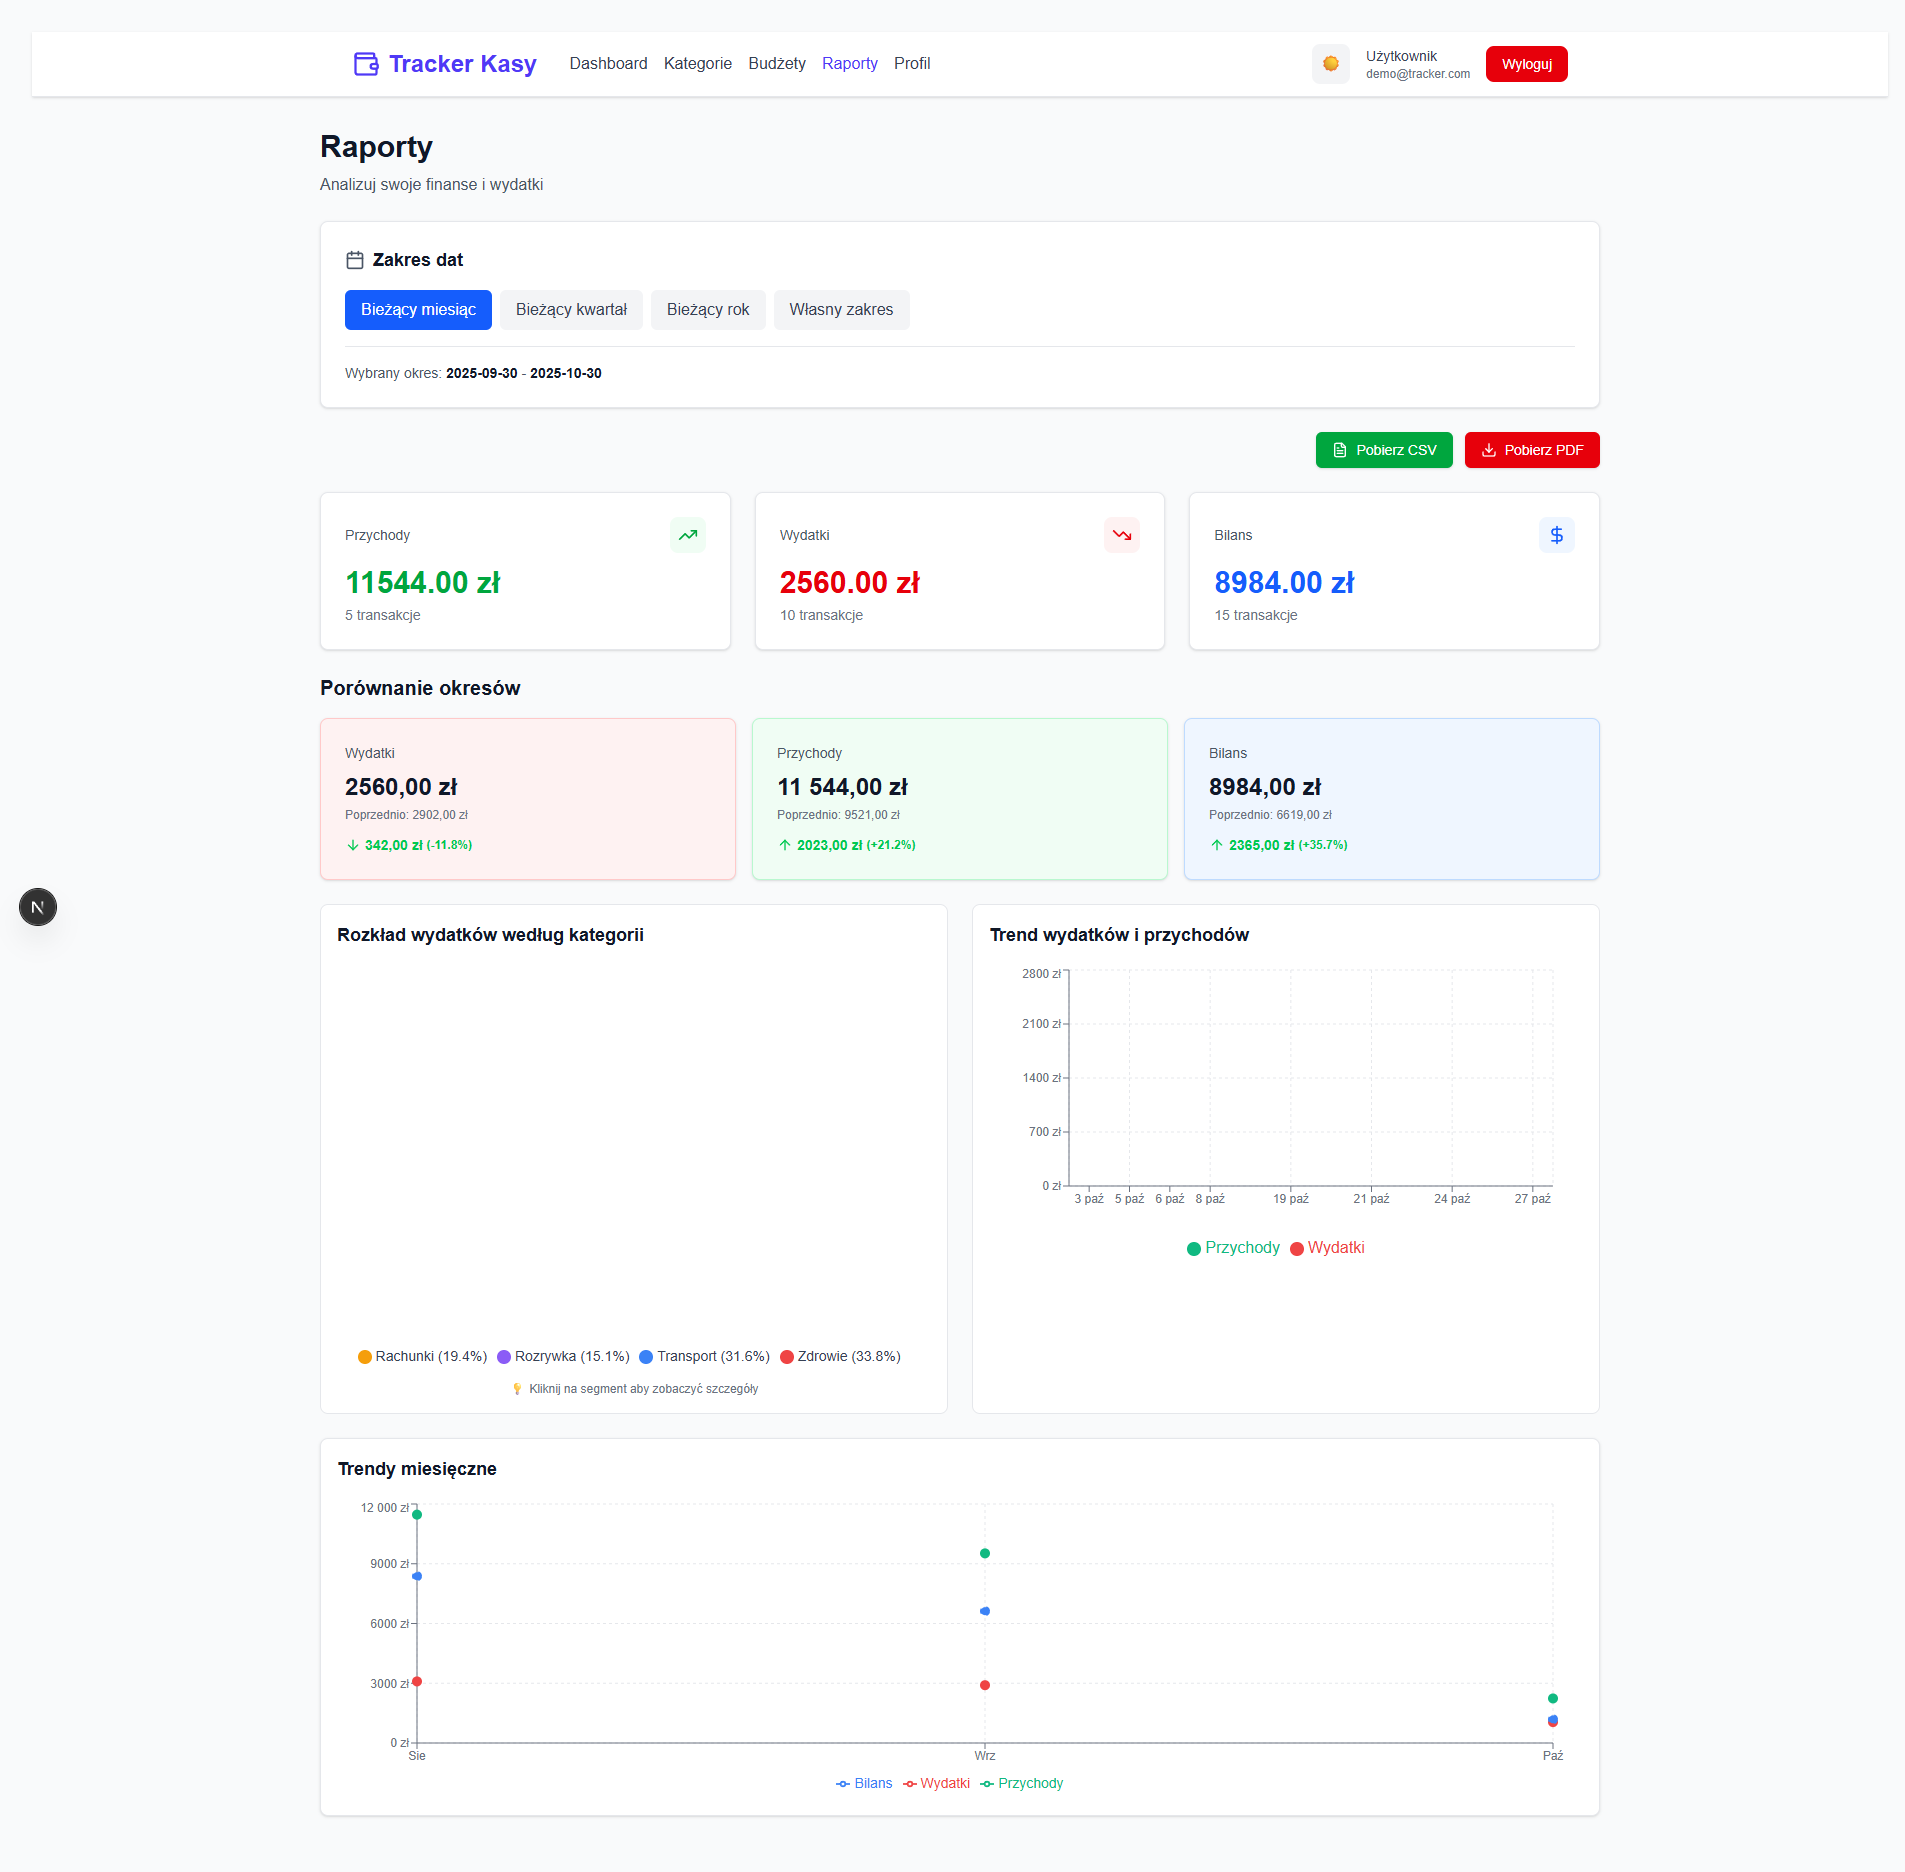 Tracker Kasy
Dashboard Kategorie Budżety Raporty Profil
Użytkownik
demo@tracker.com
Wyloguj
Raporty
Analizuj swoje finanse i wydatki
Zakres dat
Bieżący miesiąc Bieżący kwartał Bieżący rok Własny zakres
Wybrany okres: 2025-09-30 - 2025-10-30
Pobierz CSV Pobierz PDF
Przychody
11544.00 zł
5 transakcje
Wydatki
2560.00 zł
10 transakcje
Bilans
8984.00 zł
15 transakcje
Porównanie okresów
Wydatki
2560,00 zł
Poprzednio: 2902,00 zł
342,00 zł (-11.8%)
Przychody
11 544,00 zł
Poprzednio: 9521,00 zł
2023,00 zł (+21.2%)
Bilans
8984,00 zł
Poprzednio: 6619,00 zł
2365,00 zł (+35.7%)
N
Rozkład wydatków według kategorii
Rachunki (19.4%) Rozrywka (15.1%) Transport (31.6%) Zdrowie (33.8%)
Kliknij na segment aby zobaczyć szczegóły
Trend wydatków i przychodów
2800 zł
2100 zł
1400 zł
700 zł
0 zł
3 paź 5 paź 6 paź 8 paź 19 paź 21 paź 24 paź 27 paź
Przychody Wydatki
Trendy miesięczne
12 000 zł
9000 zł
6000 zł
3000 zł
0 zł
Sie Wrz Paź
Bilans Wydatki Przychody